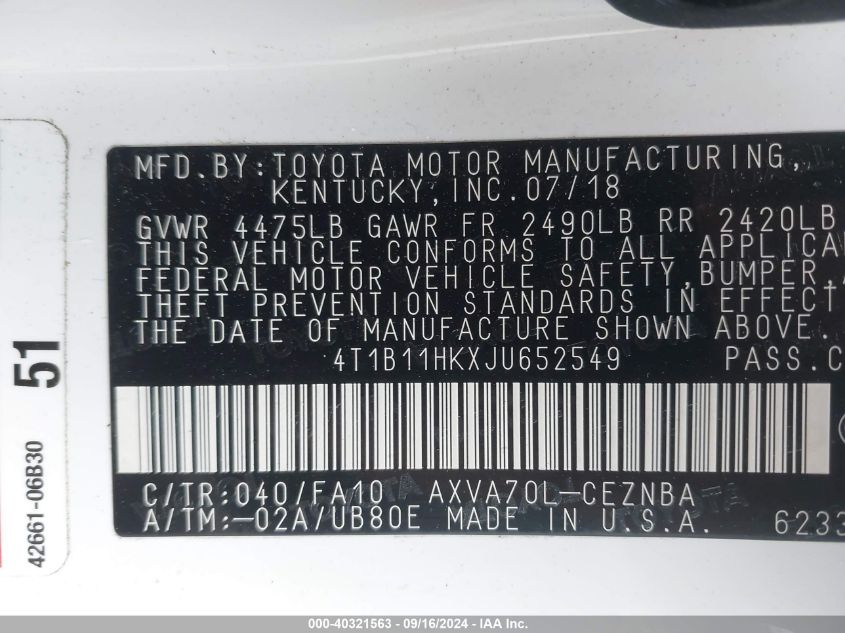 MFD.BY:TOYOTA MOTOR MANUFACTURING,
KENTUCKY,INC.07/18
GVWR 4475LB GAWR FR 2490LB RR 2420LB
THIS VEHICLE CONFORMS TO ALL APPLICA
FEDERAL MOTOR VEHICLE SAFETY,BUMPER,
THEFT PREVENTION STANDARDS IN EFFECT
THE DATE OF MANUFACTURE SHOWN ABOVE.
4T1B11HKXJU652549 PASS.C
C/TR:040/FA10 AXVA70L-CEZNBA
A/TM:-02A/UB80E MADE IN U.S.A. 6233
51
42661-06B30
000-40321563 - 09/16/2024 - IAA Inc.